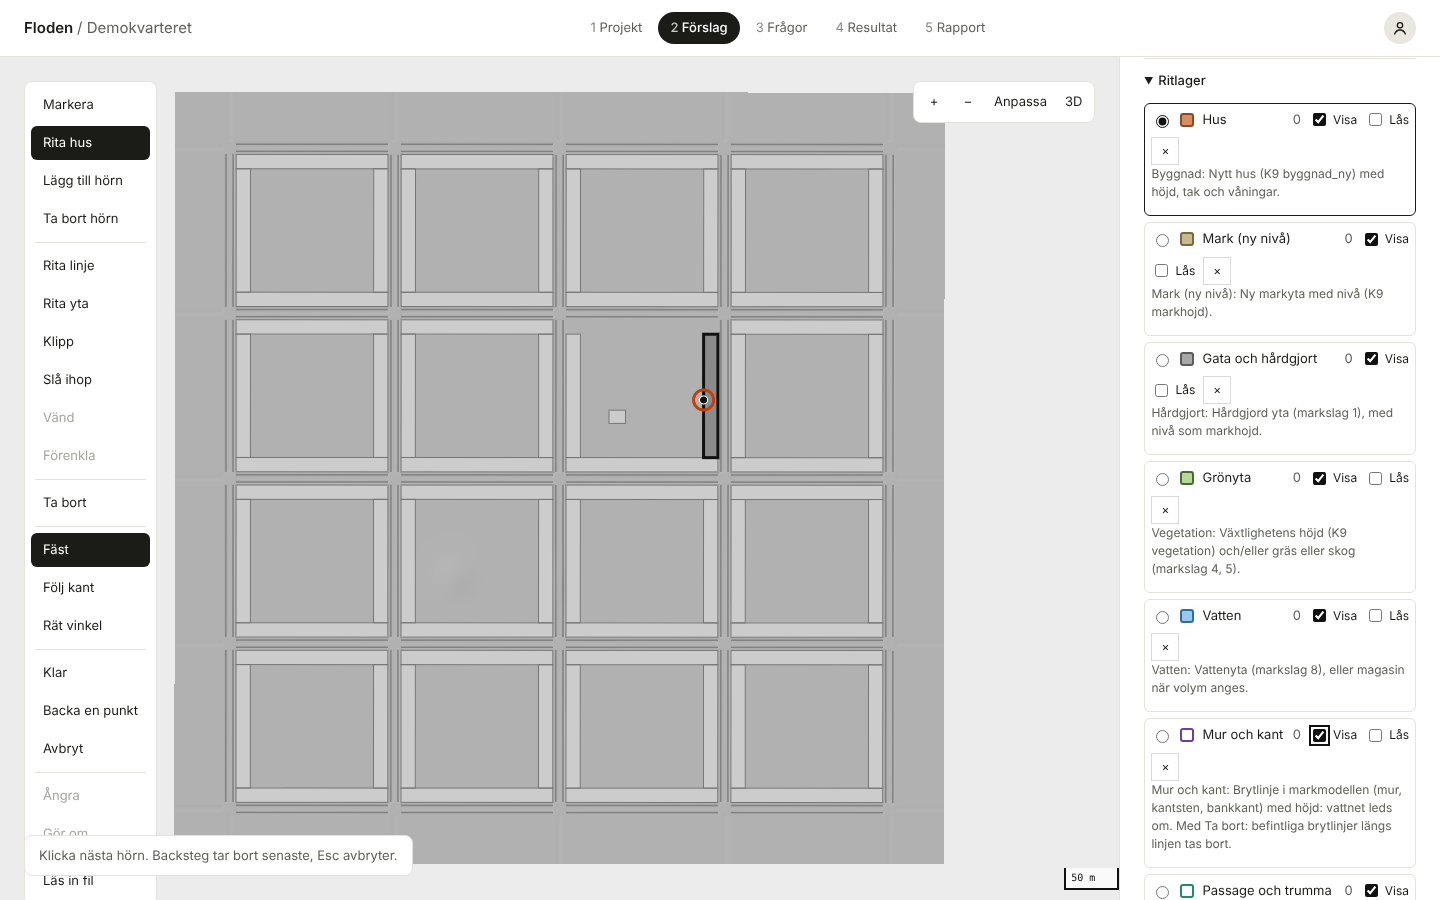 Floden / Demokvarteret
1 Projekt
2 Förslag
3 Frågor
4 Resultat
5 Rapport
Markera
Rita hus
Lägg till hörn
Ta bort hörn
Rita linje
Rita yta
Klipp
Slå ihop
Vänd
Förenkla
Ta bort
Fäst
Följ kant
Rät vinkel
Klar
Backa en punkt
Avbryt
Ångra
Gör om
Läs in fil
Klicka nästa hörn. Backsteg tar bort senaste, Esc avbryter.
+ − Anpassa 3D
50 m
▼ Ritlager
Hus 0 Visa Lås
×
Byggnad: Nytt hus (K9 byggnad_ny) med
höjd, tak och våningar.
Mark (ny nivå) 0 Visa
Lås ×
Mark (ny nivå): Ny markyta med nivå (K9
markhojd).
Gata och hårdgjort 0 Visa
Lås ×
Hårdgjort: Hårdgjord yta (markslag 1), med
nivå som markhojd.
Grönyta 0 Visa Lås
×
Vegetation: Växtlighetens höjd (K9
vegetation) och/eller gräs eller skog
(markslag 4, 5).
Vatten 0 Visa Lås
×
Vatten: Vattenyta (markslag 8), eller magasin
när volym anges.
Mur och kant 0 Visa Lås
×
Mur och kant: Brytlinje i markmodellen (mur,
kantsten, bankkant) med höjd: vattnet leds
om. Med Ta bort: befintliga brytlinjer längs
linjen tas bort.
Passage och trumma 0 Visa